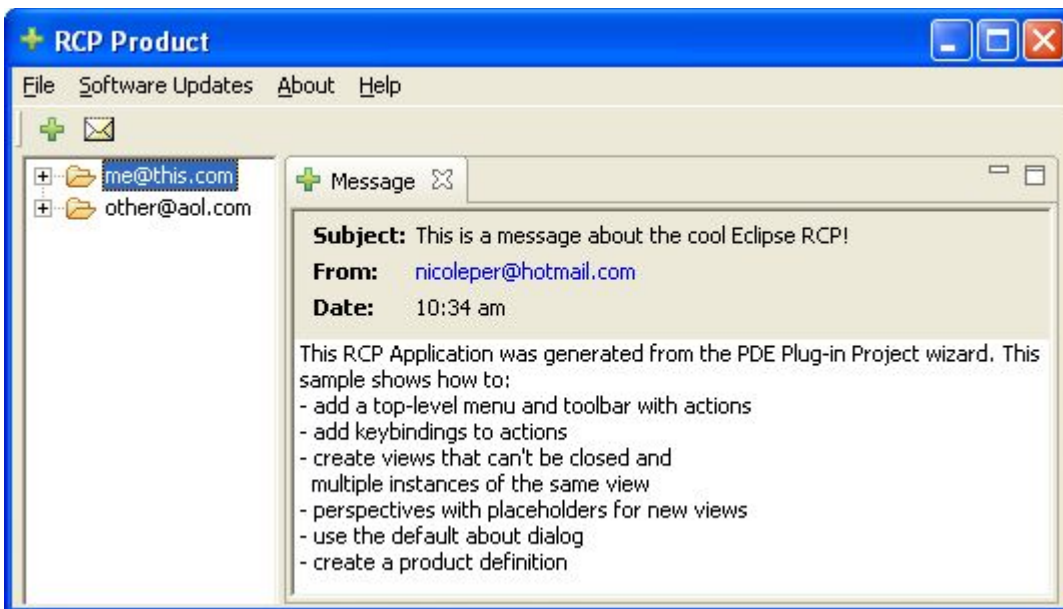 RCP Product
File Software Updates About Help
me@this.com
other@aol.com
Message
Subject: This is a message about the cool Eclipse RCP!
From: nicoleper@hotmail.com
Date: 10:34 am
This RCP Application was generated from the PDE Plug-in Project wizard. This
sample shows how to:
- add a top-level menu and toolbar with actions
- add keybindings to actions
- create views that can't be closed and
multiple instances of the same view
- perspectives with placeholders for new views
- use the default about dialog
- create a product definition